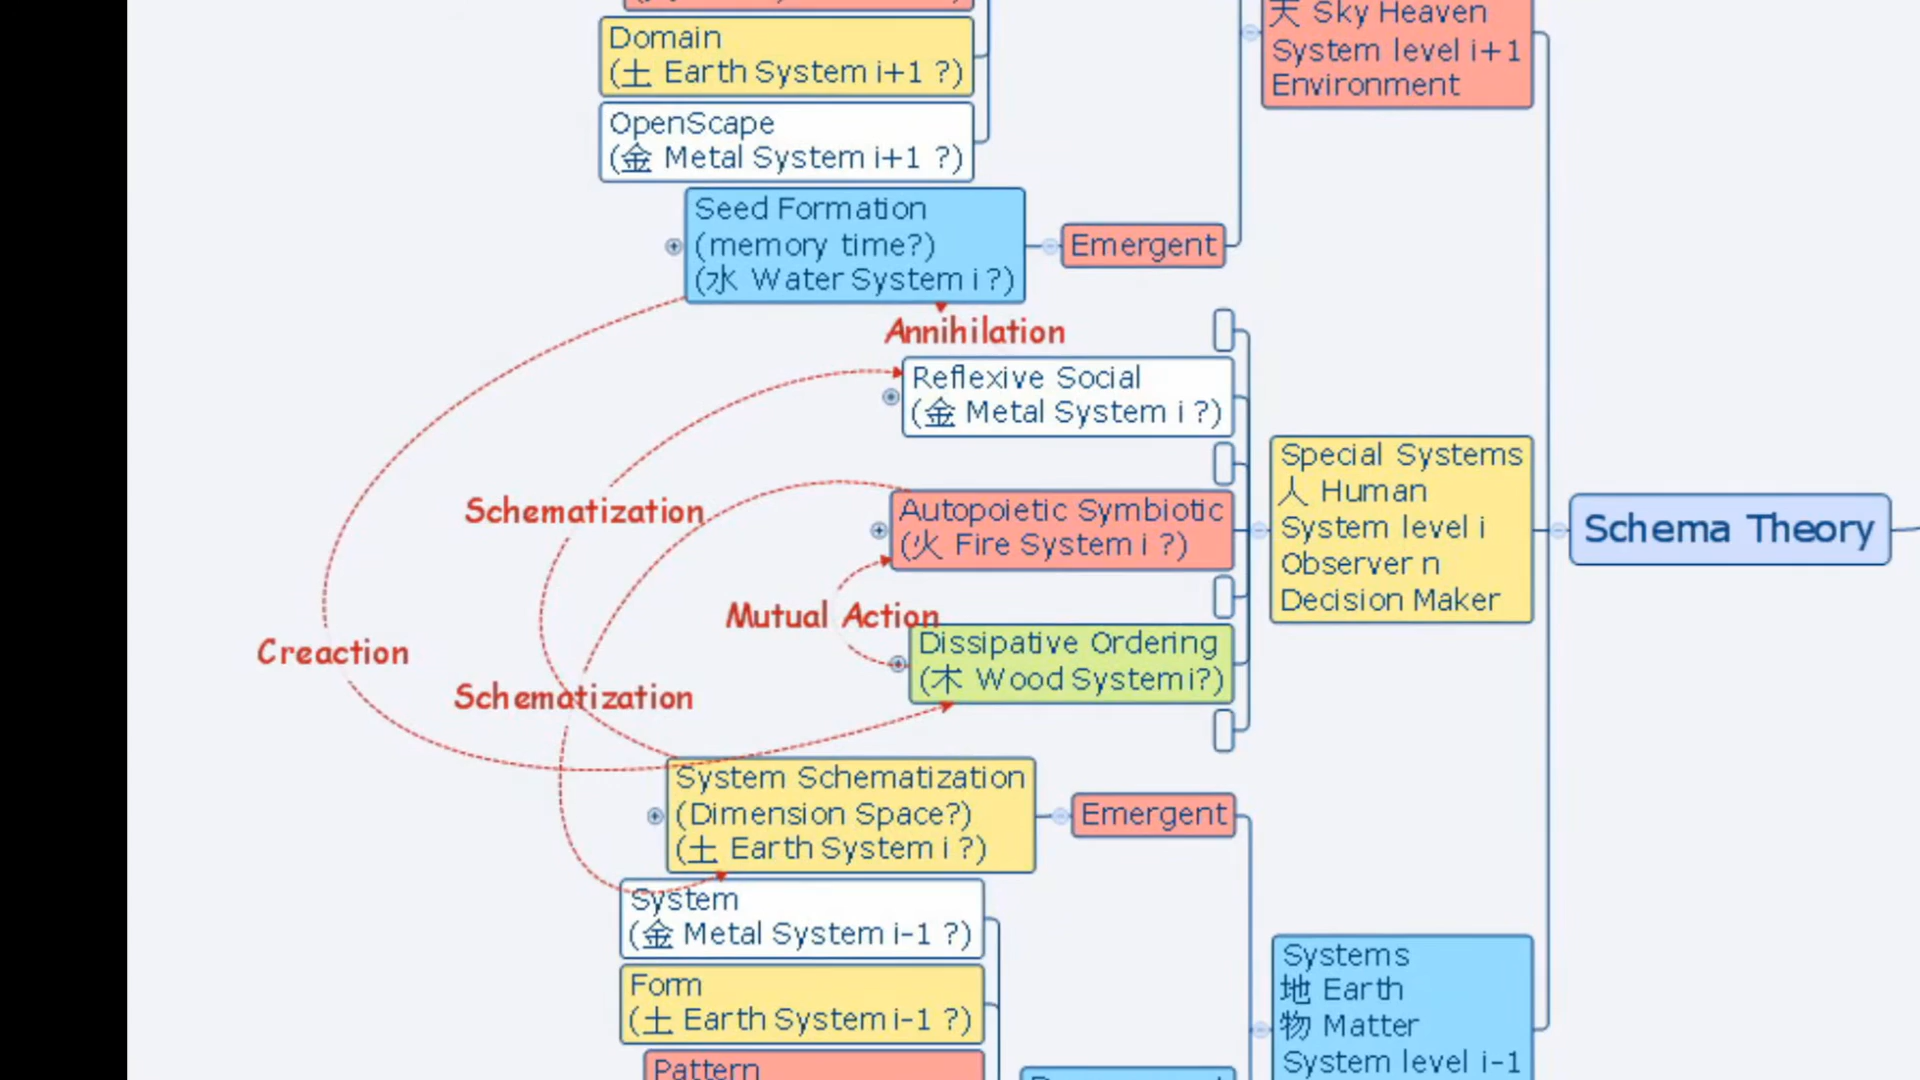 天 Sky Heaven
System level i+1
Environment
Domain
(土 Earth System i+1 ?)
OpenScape
(金 Metal System i+1 ?)
Seed Formation
(memory time?)
(水 Water System i ?)
Emergent
Annihilation
Reflexive Social
(金 Metal System i ?)
Schematization
Autopoietic Symbiotic
(火 Fire System i ?)
Special Systems
人 Human
System level i
Observer n
Decision Maker
Schema Theory
Mutual Action
Creaction
Dissipative Ordering
(木 Wood Systemi?)
Schematization
System Schematization
(Dimension Space?)
(土 Earth System i ?)
Emergent
System
(金 Metal System i-1 ?)
Form
(土 Earth System i-1 ?)
Pattern
Systems
地 Earth
物 Matter
System level i-1